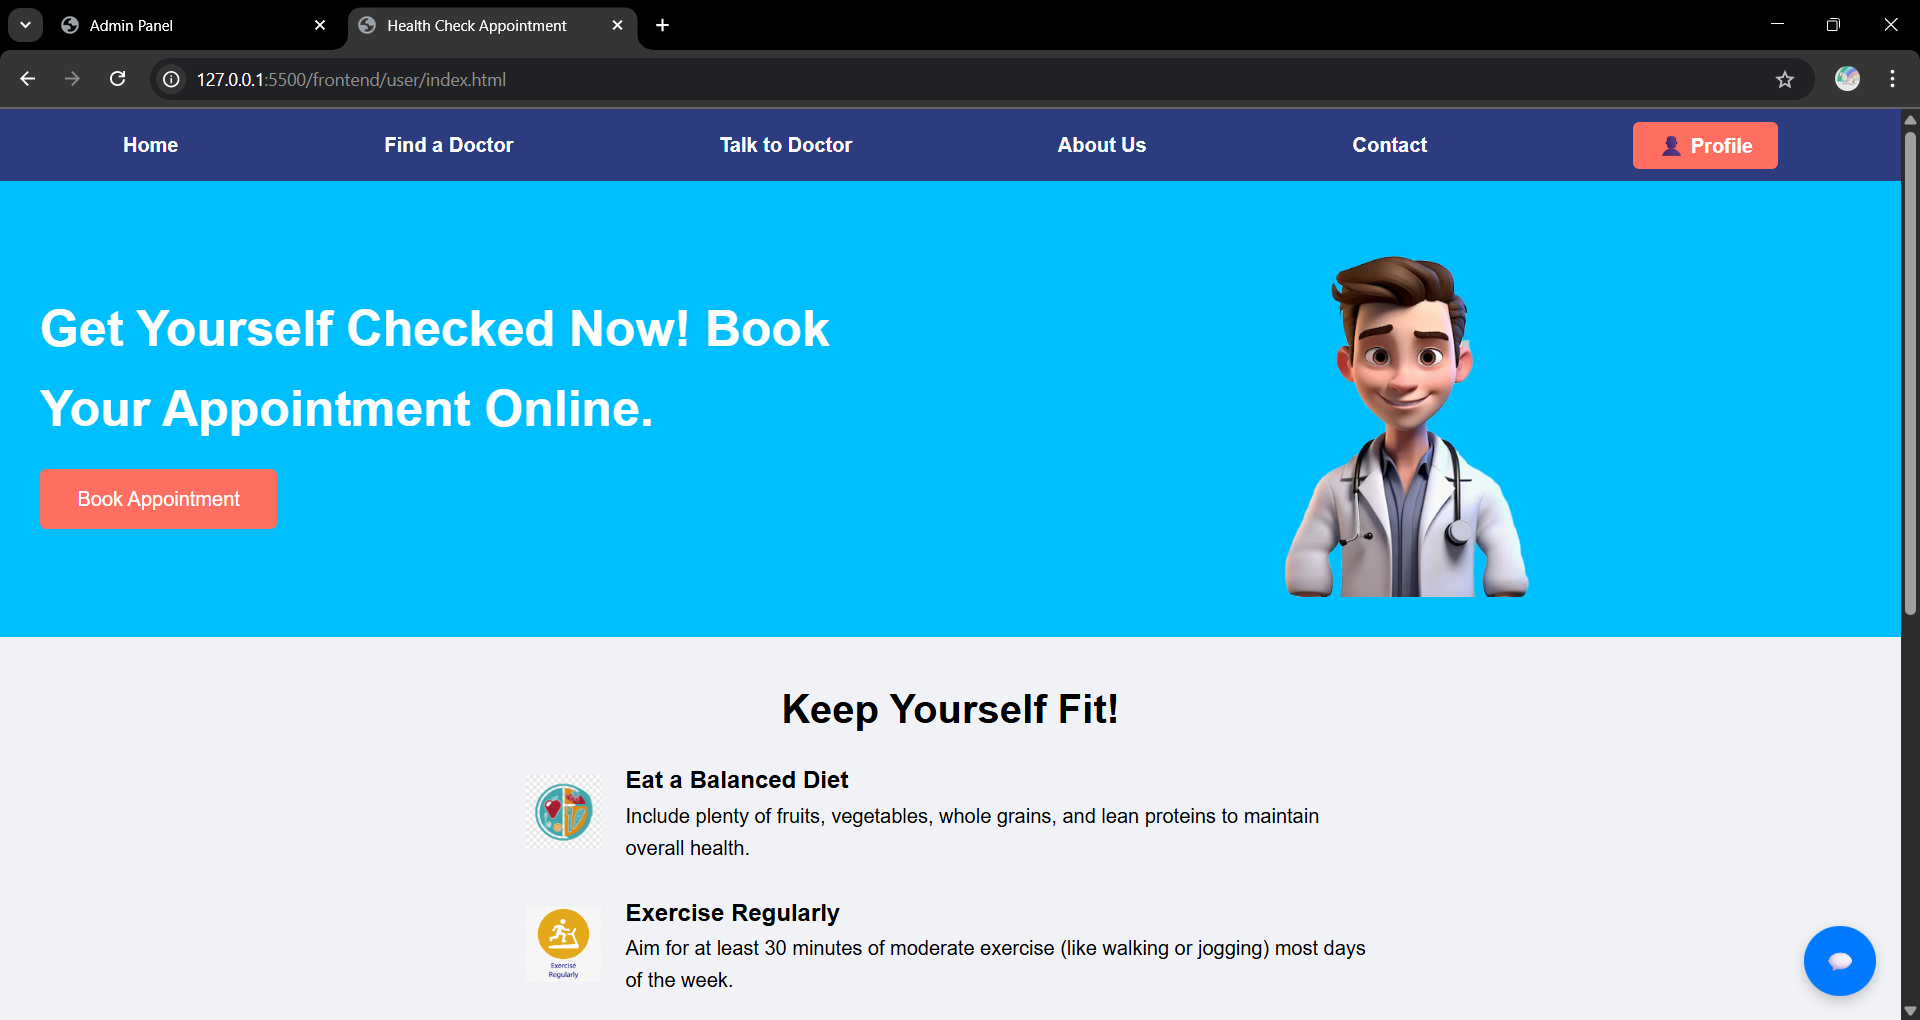 Admin Panel
Health Check Appointment
127.0.0.1:5500/frontend/user/index.html
Home
Find a Doctor
Talk to Doctor
About Us
Contact
Profile
Get Yourself Checked Now! Book
Your Appointment Online.
Book Appointment
Keep Yourself Fit!
Eat a Balanced Diet
Include plenty of fruits, vegetables, whole grains, and lean proteins to maintain
overall health.
Exercise
Regularly
Exercise Regularly
Aim for at least 30 minutes of moderate exercise (like walking or jogging) most days
of the week.